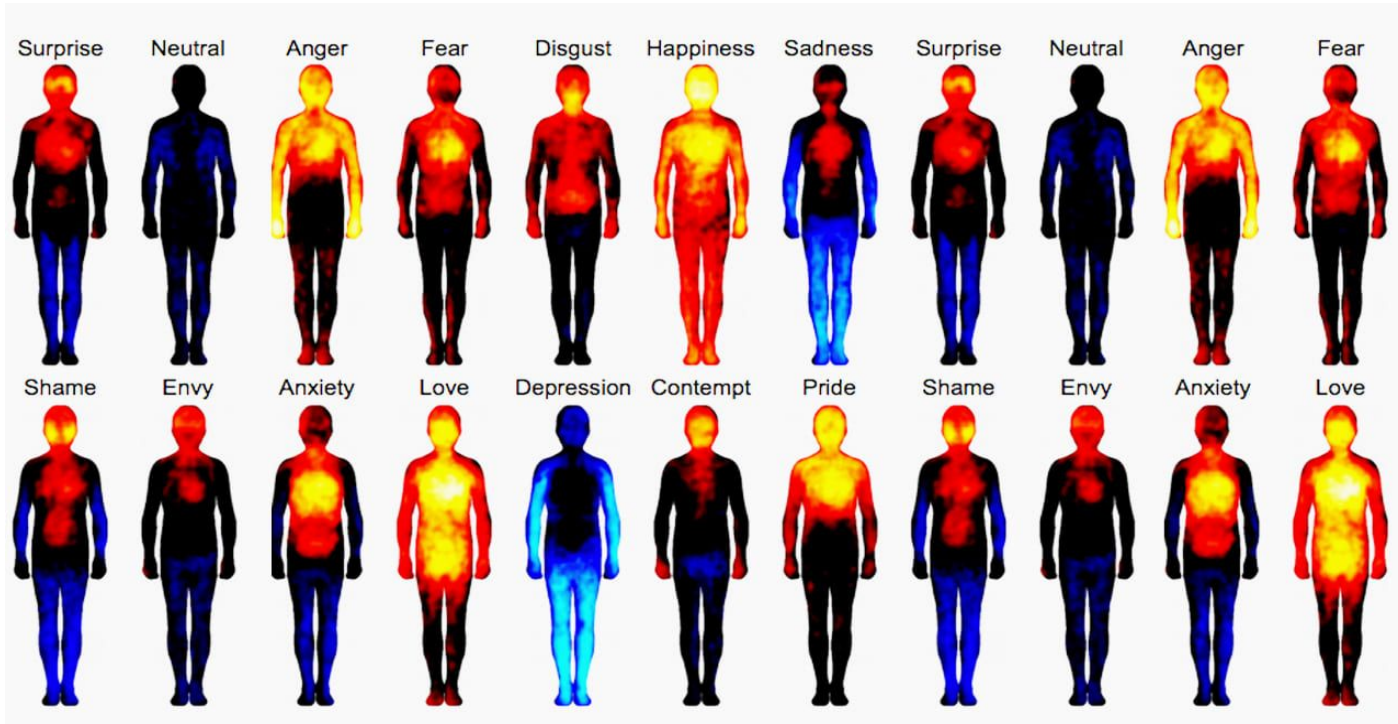 Surprise Neutral Anger Fear Disgust Happiness Sadness Surprise Neutral Anger Fear
Shame Envy Anxiety Love Depression Contempt Pride Shame Envy Anxiety Love